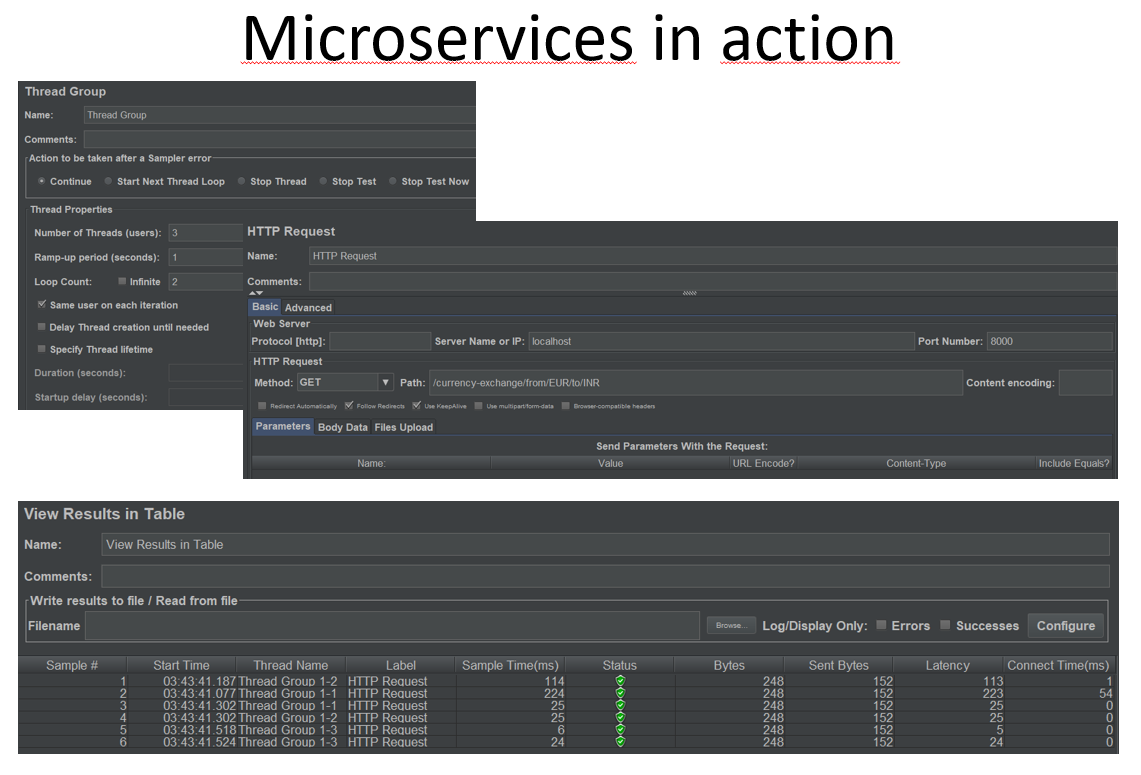 Microservices in action
Thread Group
Name: Thread Group
Comments:
Action to be taken after a Sampler error
Continue Start Next Thread Loop Stop Thread Stop Test Stop Test Now
Thread Properties
Number of Threads (users): 3
Ramp-up period (seconds): 1
Loop Count: Infinite 2
Same user on each iteration
Delay Thread creation until needed
Specify Thread lifetime
Duration (seconds):
Startup delay (seconds):
HTTP Request
Name: HTTP Request
Comments:
Basic Advanced
Web Server
Protocol [http]: Server Name or IP: localhost Port Number: 8000
HTTP Request
Method: GET Path: /currency-exchange/from/EUR/to/INR Content encoding:
Redirect Automatically Follow Redirects Use KeepAlive Use multipart/form-data Browser-compatible headers
Parameters Body Data Files Upload
Send Parameters With the Request:
Name: Value URL Encode? Content-Type Include Equals?
View Results in Table
Name: View Results in Table
Comments:
Write results to file / Read from file
Filename Browse... Log/Display Only: Errors Successes Configure
Sample # Start Time Thread Name Label Sample Time(ms) Status Bytes Sent Bytes Latency Connect Time(ms)
1 03:43:41.187 Thread Group 1-2 HTTP Request 114 248 152 113 1
2 03:43:41.077 Thread Group 1-1 HTTP Request 224 248 152 223 54
3 03:43:41.302 Thread Group 1-1 HTTP Request 25 248 152 25 0
4 03:43:41.302 Thread Group 1-2 HTTP Request 25 248 152 25 0
5 03:43:41.518 Thread Group 1-3 HTTP Request 6 248 152 5 0
6 03:43:41.524 Thread Group 1-3 HTTP Request 24 248 152 24 0